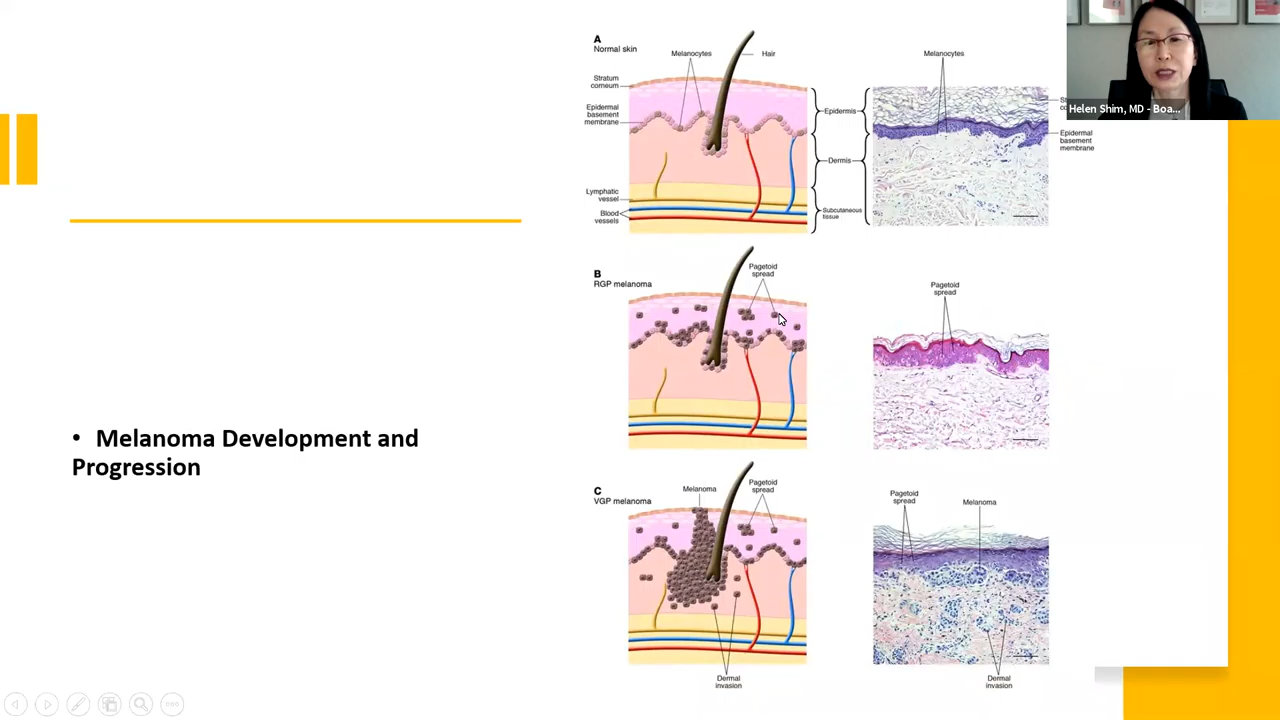 • Melanoma Development and
Progression
A
Normal skin
Melanocytes
Hair
Stratum
corneum
Epidermal
basement
membrane
Lymphatic
vessel
Blood
vessels
Epidermis
Dermis
Subcutaneous
tissue
Melanocytes
Epidermal
basement
membrane
Helen Shim, MD - Boa...
B
RGP melanoma
Pagetoid
spread
Pagetoid
spread
C
VGP melanoma
Melanoma
Pagetoid
spread
Dermal
invasion
Pagetoid
spread
Melanoma
Dermal
invasion